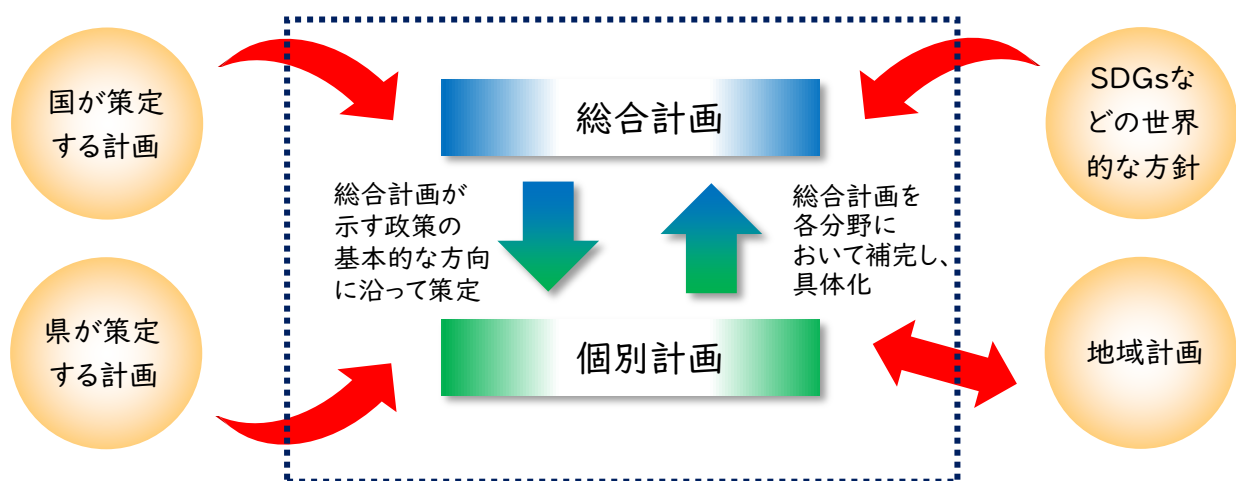 国が策定
する計画
総合計画
SDGsな
どの世界
的な方針
総合計画が
示す政策の
基本的な方向
に沿って策定
総合計画を
各分野に
おいて補完し、
具体化
県が策定
する計画
個別計画
地域計画